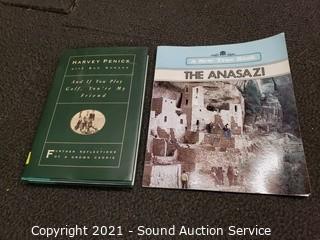 HARVEY PENICK
WITH BUD SHRAKE
And If You Play
Golf, You're My
Friend
FURTHER REFLECTIONS
OF A GROWN CADDIE
A New True Book
THE ANASAZI
Copyright 2021 - Sound Auction Service